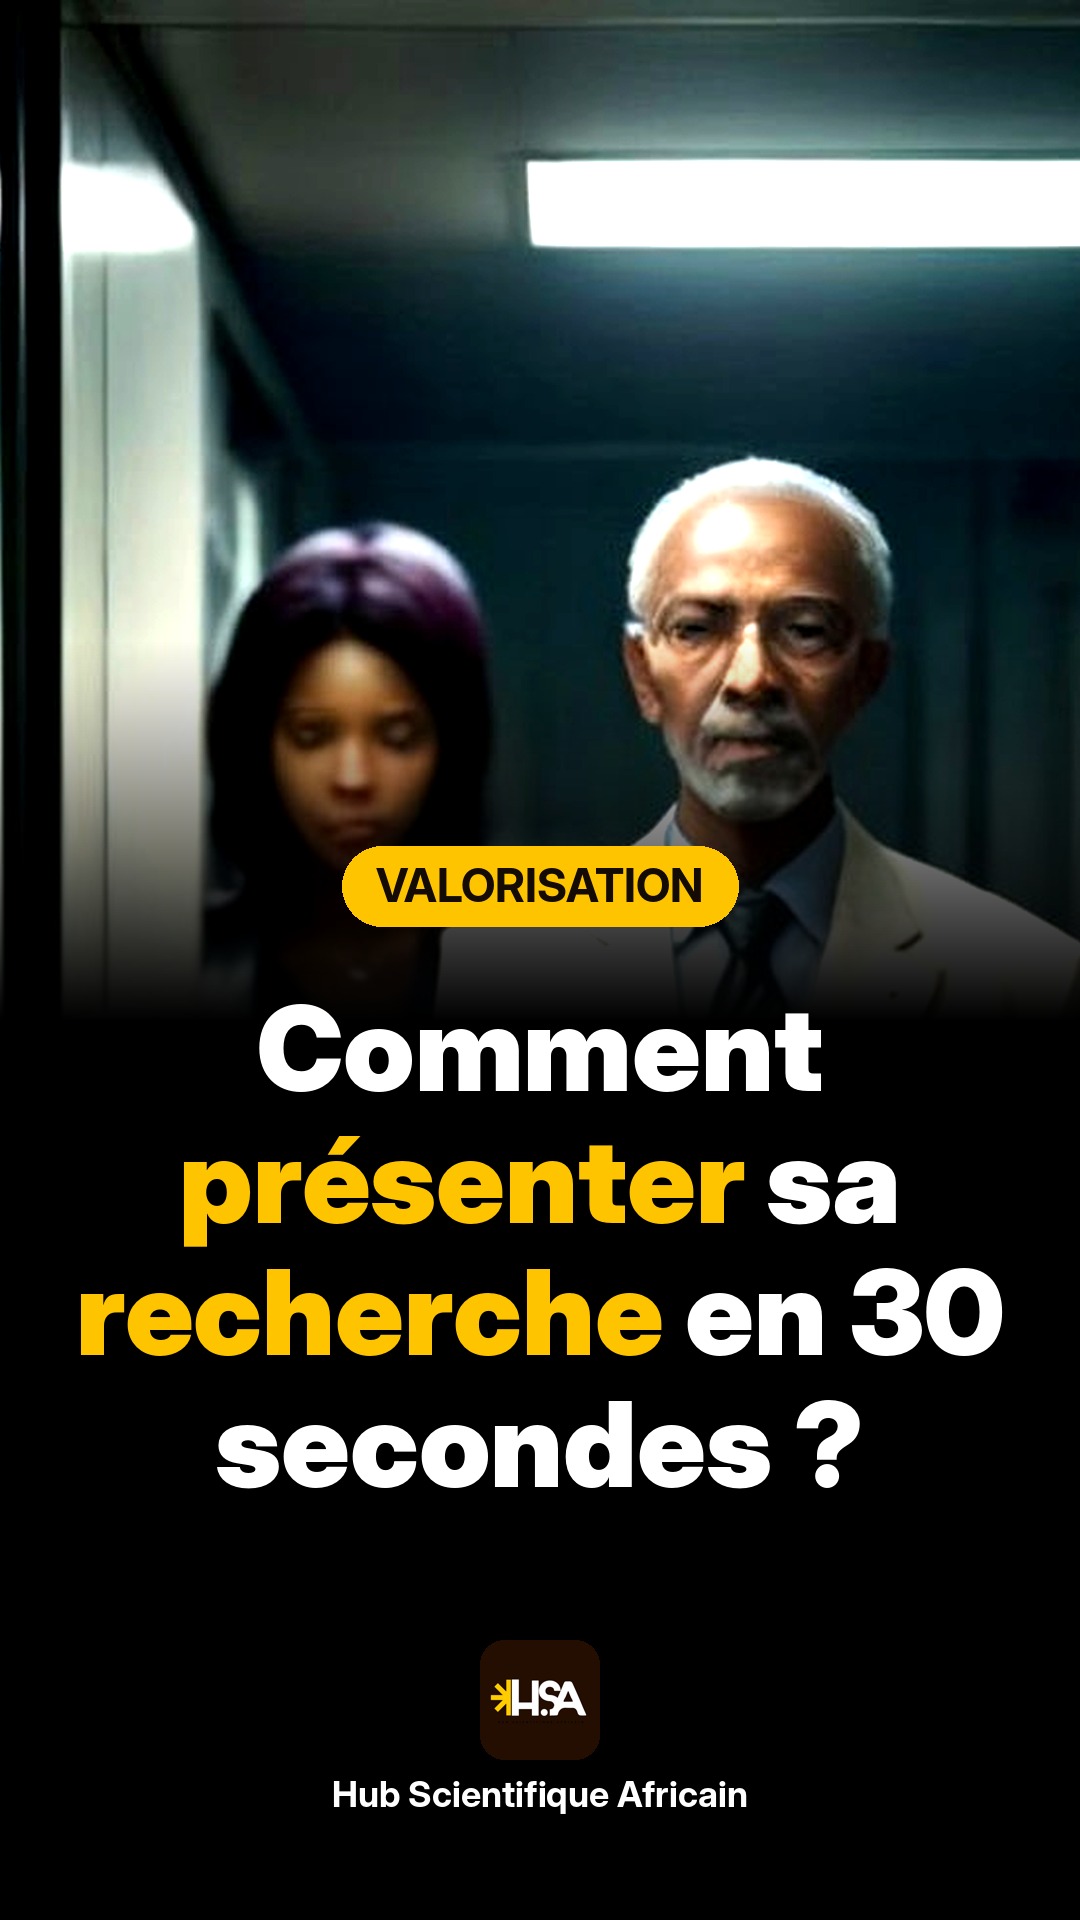 VALORISATION
Comment
présenter sa
recherche en 30
secondes ?
HSA
Hub Scientifique Africain